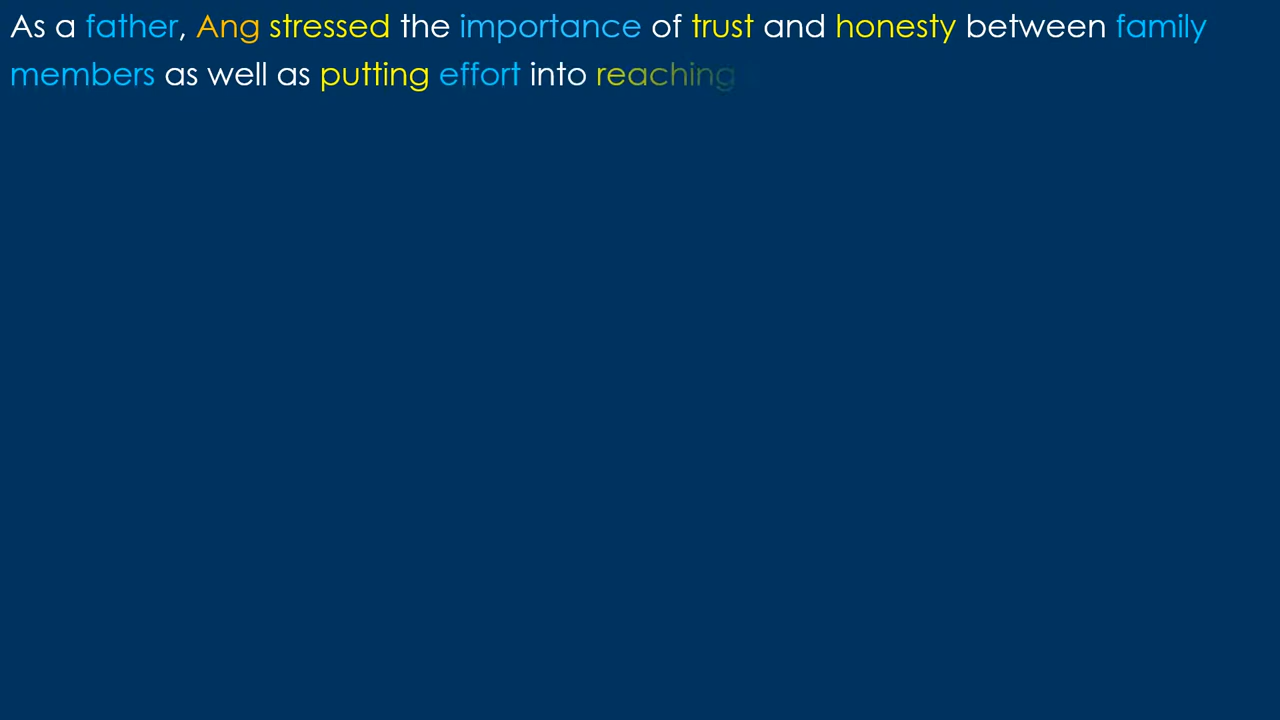 As a father, Ang stressed the importance of trust and honesty between family
members as well as putting effort into reaching